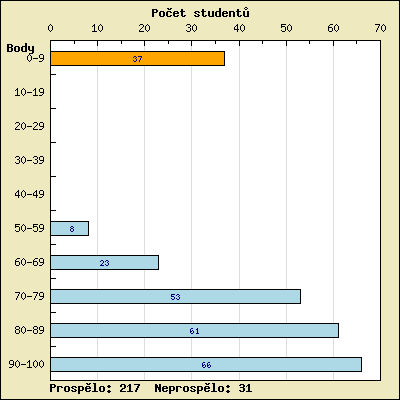 Počet studentů
0 10 20 30 40 50 60 70
Body
0-9 37
10-19
20-29
30-39
40-49
50-59 8
60-69 23
70-79 53
80-89 61
90-100 66
Prospělo: 217 Neprospělo: 31